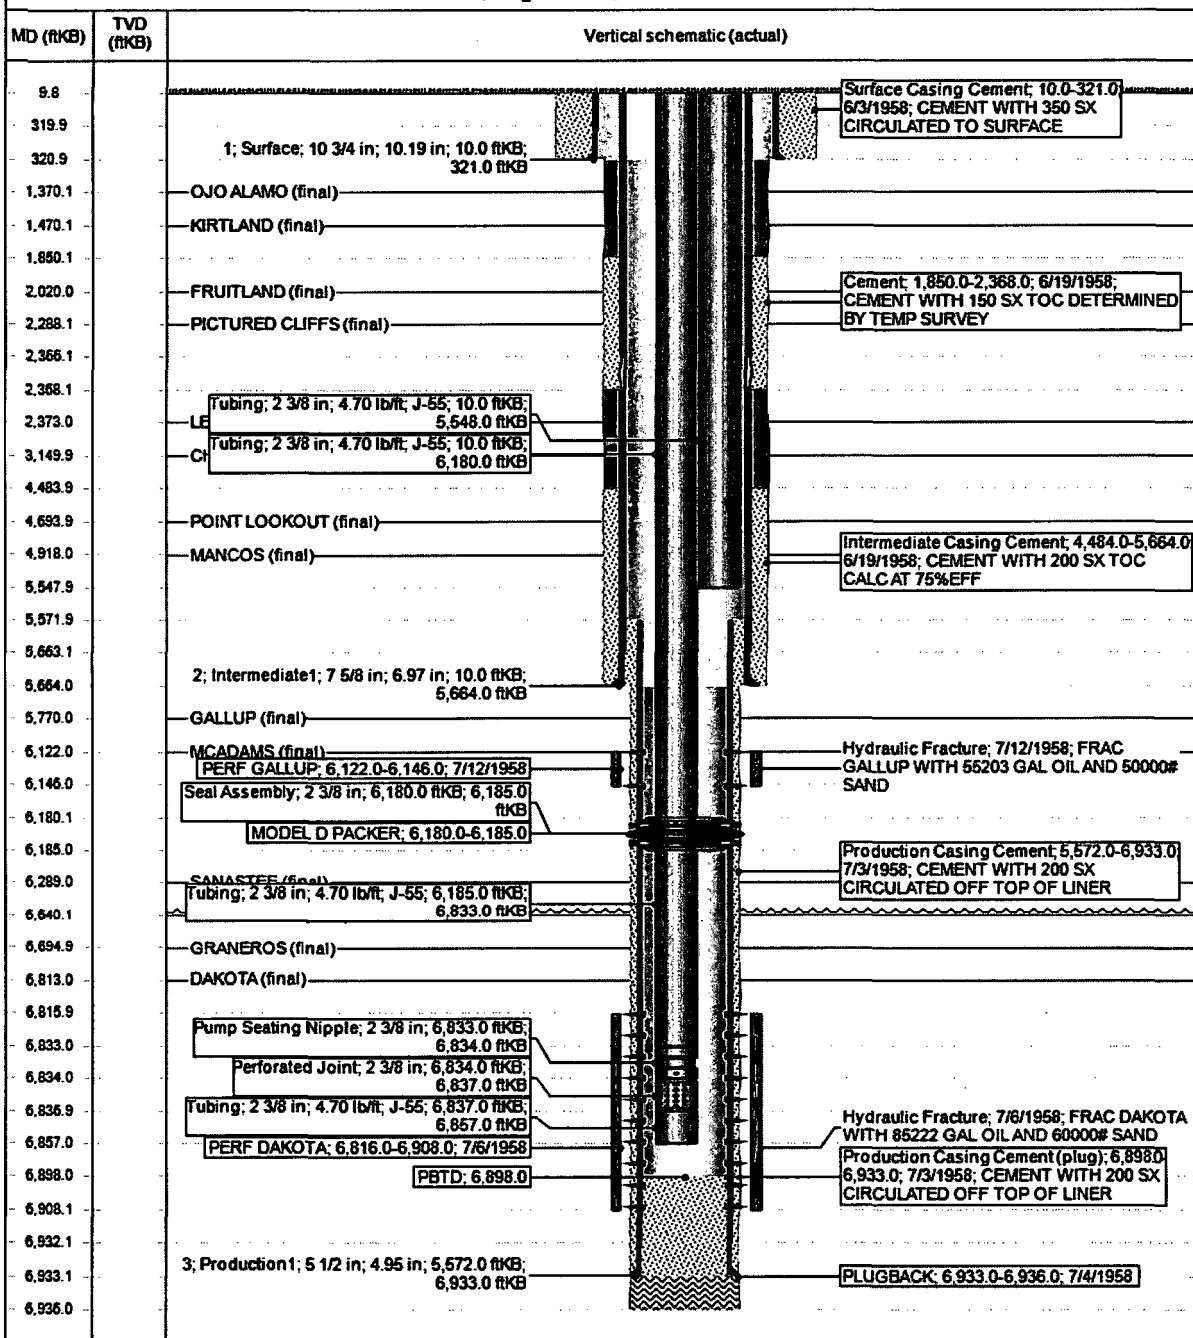 MD (ftKB)
TVD
(ftKB)
Vertical schematic (actual)
9.8
319.9
320.9
1,370.1
1,470.1
1,850.1
2,020.0
2,288.1
2,366.1
2,368.1
2,373.0
3,149.9
4,483.9
4,693.9
4,918.0
5,547.9
5,571.9
5,663.1
5,664.0
5,770.0
6,122.0
6,146.0
6,180.1
6,185.0
6,289.0
6,640.1
6,694.9
6,813.0
6,815.9
6,833.0
6,834.0
6,836.9
6,857.0
6,898.0
6,908.1
6,932.1
6,933.1
6,936.0
1; Surface; 10 3/4 in; 10.19 in; 10.0 ftKB;
321.0 ftKB
OJO ALAMO (final)
KIRTLAND (final)
FRUITLAND (final)
PICTURED CLIFFS (final)
LE
Tubing; 2 3/8 in; 4.70 lb/ft; J-55; 10.0 ftKB;
5,548.0 ftKB
Tubing; 2 3/8 in; 4.70 lb/ft; J-55; 10.0 ftKB;
6,180.0 ftKB
POINT LOOKOUT (final)
MANCOS (final)
2; Intermediate1; 7 5/8 in; 6.97 in; 10.0 ftKB;
5,664.0 ftKB
GALLUP (final)
MCADAMS (final)
PERF GALLUP; 6,122.0-6,146.0; 7/12/1958
Seal Assembly; 2 3/8 in; 6,180.0 ftKB; 6,185.0
ftKB
MODEL D PACKER; 6,180.0-6,185.0
SANASTEE (final)
Tubing; 2 3/8 in; 4.70 lb/ft; J-55; 6,185.0 ftKB;
6,833.0 ftKB
GRANEROS (final)
DAKOTA (final)
Pump Seating Nipple; 2 3/8 in; 6,833.0 ftKB;
6,834.0 ftKB
Perforated Joint; 2 3/8 in; 6,834.0 ftKB;
6,837.0 ftKB
Tubing; 2 3/8 in; 4.70 lb/ft; J-55; 6,837.0 ftKB;
6,857.0 ftKB
PERF DAKOTA; 6,816.0-6,908.0; 7/6/1958
PBTD; 6,898.0
3; Production1; 5 1/2 in; 4.95 in; 5,572.0 ftKB;
6,933.0 ftKB
Surface Casing Cement; 10.0-321.0;
6/3/1958; CEMENT WITH 350 SX
CIRCULATED TO SURFACE
Cement; 1,850.0-2,368.0; 6/19/1958;
CEMENT WITH 150 SX TOC DETERMINED
BY TEMP SURVEY
Intermediate Casing Cement; 4,484.0-5,664.0;
6/19/1958; CEMENT WITH 200 SX TOC
CALC AT 75%EFF
Hydraulic Fracture; 7/12/1958; FRAC
GALLUP WITH 55203 GAL OIL AND 50000#
SAND
Production Casing Cement; 5,572.0-6,933.0;
7/3/1958; CEMENT WITH 200 SX
CIRCULATED OFF TOP OF LINER
Hydraulic Fracture; 7/6/1958; FRAC DAKOTA
WITH 85222 GAL OIL AND 60000# SAND
Production Casing Cement (plug); 6,898.0-
6,933.0; 7/3/1958; CEMENT WITH 200 SX
CIRCULATED OFF TOP OF LINER
PLUGBACK; 6,933.0-6,936.0; 7/4/1958